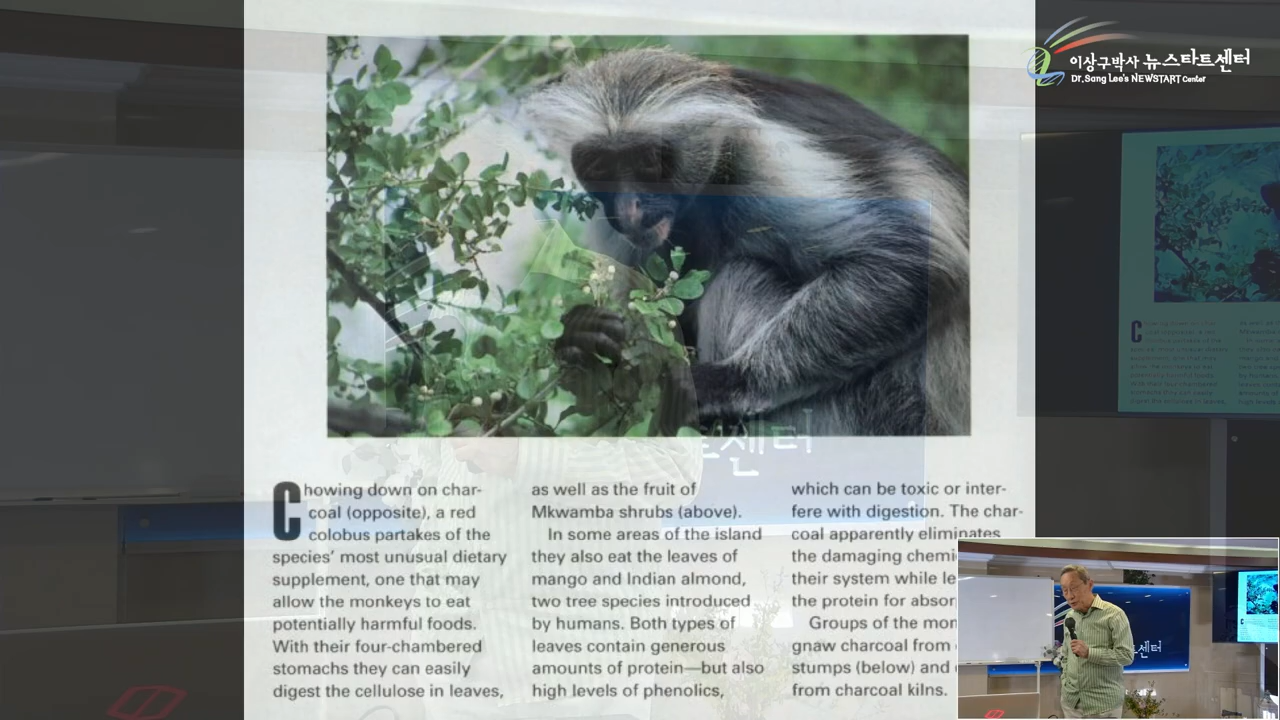 이상구박사 뉴스타트센터
Dr.Sang Lee's NEWSTART Center
Chowing down on char-
coal (opposite), a red
colobus partakes of the
species' most unusual dietary
supplement, one that may
allow the monkeys to eat
potentially harmful foods.
With their four-chambered
stomachs they can easily
digest the cellulose in leaves,
as well as the fruit of
Mkwamba shrubs (above).
In some areas of the island
they also eat the leaves of
mango and Indian almond,
two tree species introduced
by humans. Both types of
leaves contain generous
amounts of protein—but also
high levels of phenolics,
which can be toxic or inter-
fere with digestion. The char-
coal apparently eliminates
the damaging chemi
their system while le
the protein for absor
Groups of the mon
gnaw charcoal from
stumps (below) and
from charcoal kilns.
트센터
트센터